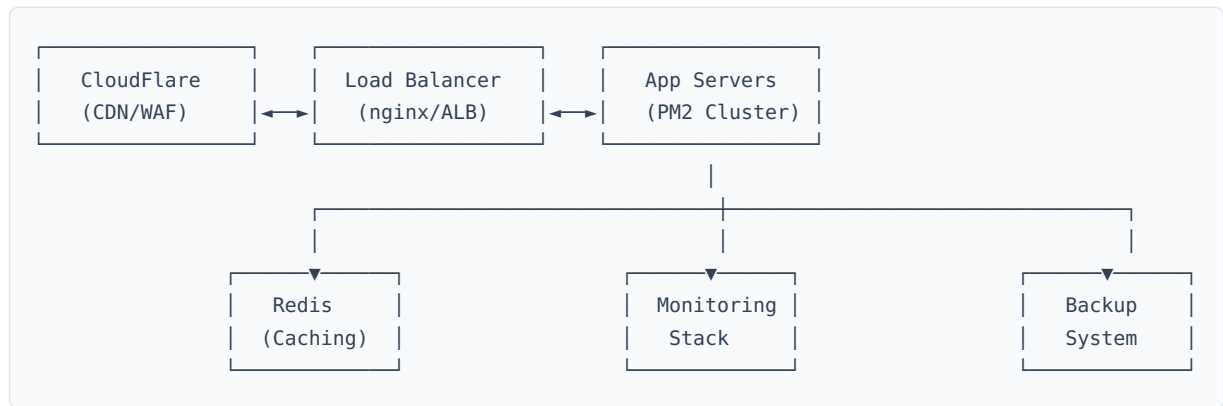 CloudFlare
(CDN/WAF)
Load Balancer
(nginx/ALB)
App Servers
(PM2 Cluster)
Redis
(Caching)
Monitoring
Stack
Backup
System